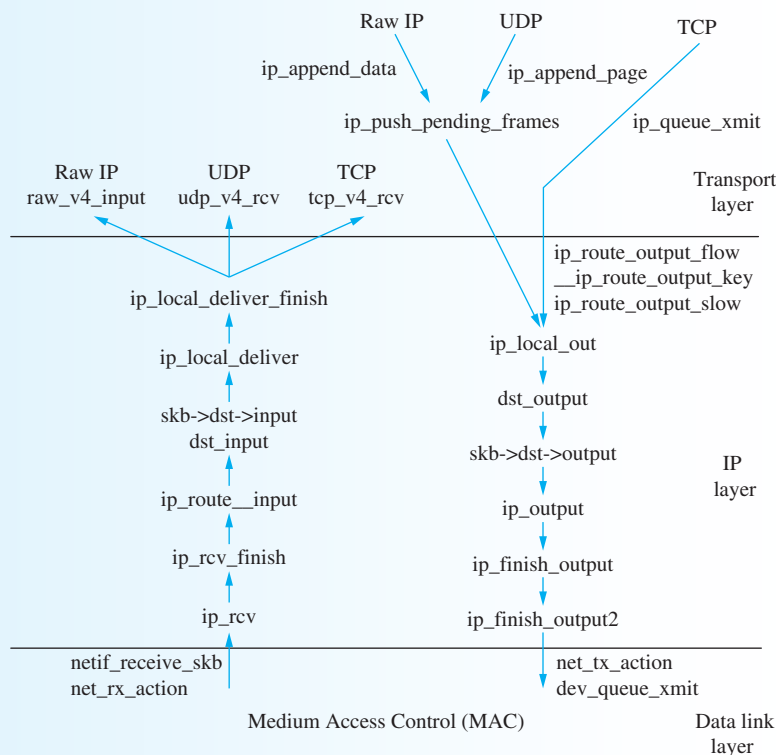 Raw IP
UDP
TCP
ip_append_data
ip_append_page
ip_push_pending_frames
ip_queue_xmit
Raw IP
raw_v4_input
UDP
udp_v4_rcv
TCP
tcp_v4_rcv
Transport
layer
ip_route_output_flow
__ip_route_output_key
ip_route_output_slow
ip_local_deliver_finish
ip_local_deliver
skb->dst->input
dst_input
ip_route__input
ip_rcv_finish
ip_rcv
ip_local_out
dst_output
skb->dst->output
ip_output
ip_finish_output
ip_finish_output2
IP
layer
netif_receive_skb
net_rx_action
net_tx_action
dev_queue_xmit
Medium Access Control (MAC)
Data link
layer